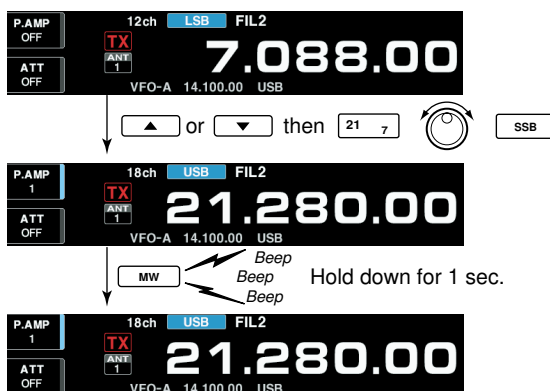 P.AMP
OFF
12ch LSB FIL2
TX
ANT
1
7.088.00
ATT
OFF
VFO-A 14.100.00 USB
▲ or ▼ then 21 7 SSB
P.AMP
1
18ch USB FIL2
TX
ANT
1
21.280.00
ATT
OFF
VFO-A 14.100.00 USB
MW
Beep
Beep
Beep
Hold down for 1 sec.
P.AMP
1
18ch USB FIL2
TX
ANT
1
21.280.00
ATT
OFF
VFO-A 14.100.00 USB